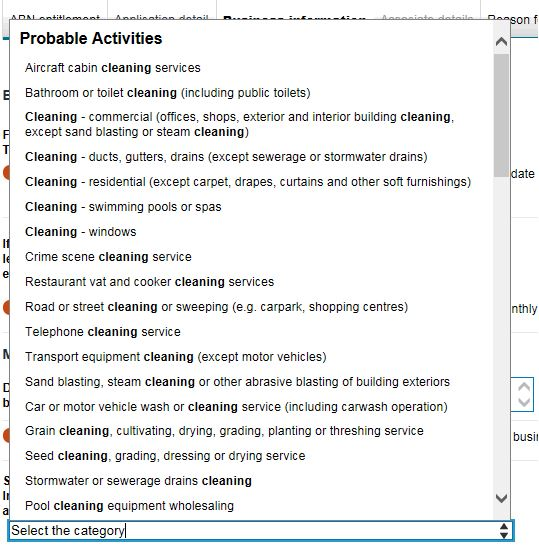 ABN entitlement Application detail Business information Associate details Reason f
Probable Activities
Aircraft cabin cleaning services
Bathroom or toilet cleaning (including public toilets)
Cleaning - commercial (offices, shops, exterior and interior building cleaning,
except sand blasting or steam cleaning)
Cleaning - ducts, gutters, drains (except sewerage or stormwater drains)
Cleaning - residential (except carpet, drapes, curtains and other soft furnishings)
Cleaning - swimming pools or spas
Cleaning - windows
Crime scene cleaning service
Restaurant vat and cooker cleaning services
Road or street cleaning or sweeping (e.g. carpark, shopping centres)
Telephone cleaning service
Transport equipment cleaning (except motor vehicles)
Sand blasting, steam cleaning or other abrasive blasting of building exteriors
Car or motor vehicle wash or cleaning service (including carwash operation)
Grain cleaning, cultivating, drying, grading, planting or threshing service
Seed cleaning, grading, dressing or drying service
Stormwater or sewerage drains cleaning
Pool cleaning equipment wholesaling
Select the category
date
nthly
busi